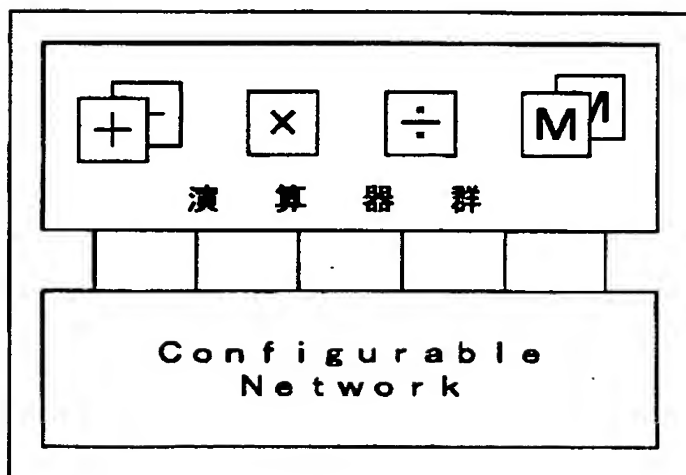 + × ÷ M M
演算器群
Configurable
Network